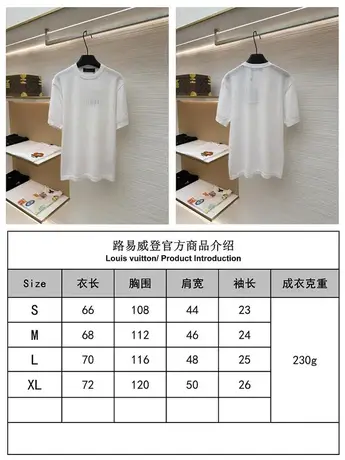 路易威登官方商品介绍
Louis vuitton/ Product Introduction
Size 衣长 胸围 肩宽 袖长 成衣克重
S 66 108 44 23
M 68 112 46 24
L 70 116 48 25
XL 72 120 50 26
230g